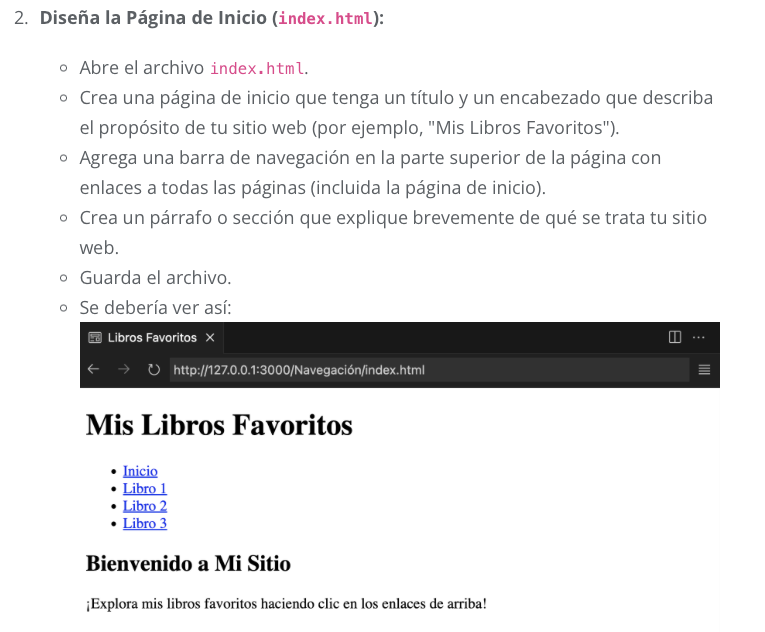 2. Diseña la Página de Inicio (index.html):
Abre el archivo index.html.
Crea una página de inicio que tenga un título y un encabezado que describa
el propósito de tu sitio web (por ejemplo, "Mis Libros Favoritos").
Agrega una barra de navegación en la parte superior de la página con
enlaces a todas las páginas (incluida la página de inicio).
Crea un párrafo o sección que explique brevemente de qué se trata tu sitio
web.
Guarda el archivo.
Se debería ver así:
Libros Favoritos
http://127.0.0.1:3000/Navegación/index.html
Mis Libros Favoritos
Inicio
Libro 1
Libro 2
Libro 3
Bienvenido a Mi Sitio
¡Explora mis libros favoritos haciendo clic en los enlaces de arriba!